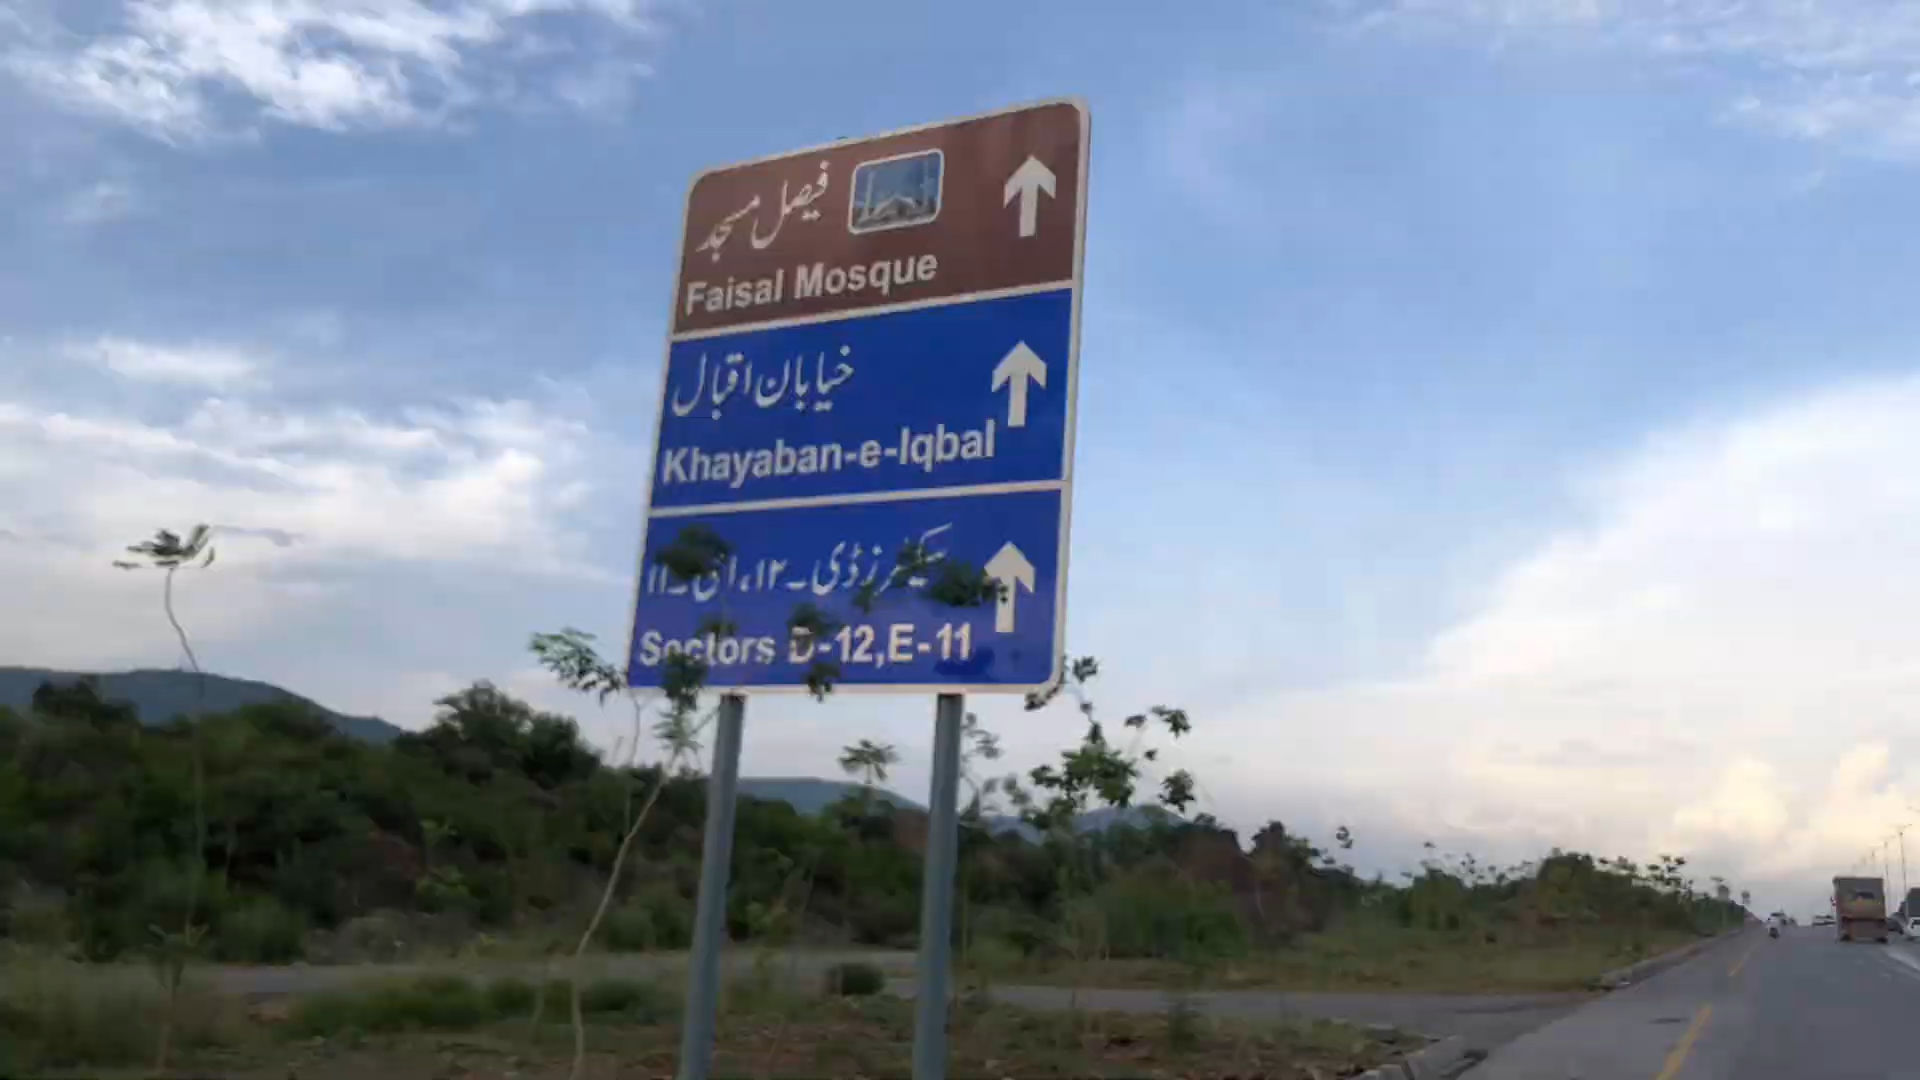 فیصل مسجد
Faisal Mosque
خیابان اقبال
Khayaban-e-Iqbal
سیکٹرز ڈی۔۱۲، ای۔۱۱
Sectors D-12,E-11